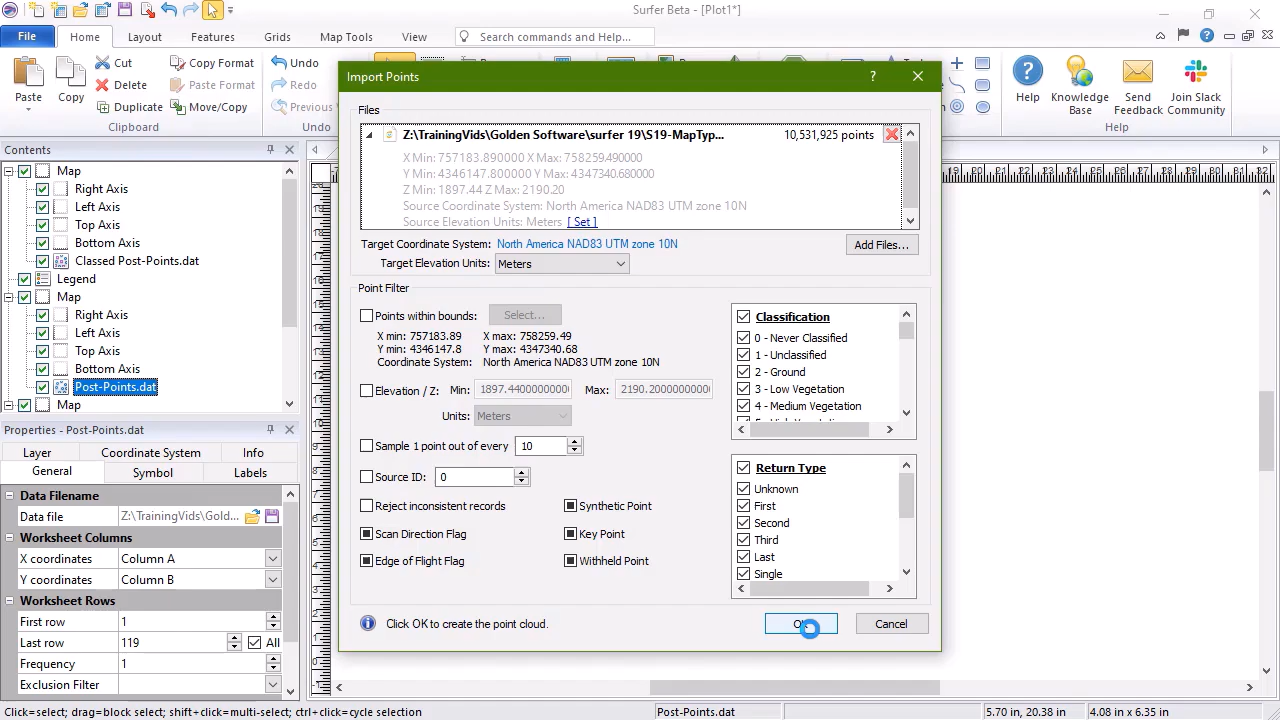 Surfer Beta - [Plot1*]
File Home Layout Features Grids Map Tools View Search commands and Help...
Paste Copy Cut Copy Format
Delete Paste Format
Duplicate Move/Copy
Clipboard
Undo
Redo
Previous
Undo
Help Send Feedback Join Slack Community
Help
Contents
Map
Right Axis
Left Axis
Top Axis
Bottom Axis
Classed Post-Points.dat
Legend
Map
Right Axis
Left Axis
Top Axis
Bottom Axis
Post-Points.dat
Map
Properties - Post-Points.dat
Layer Coordinate System Info
General Symbol Labels
Data Filename
Data file Z:\TrainingVids\Gold...
Worksheet Columns
X coordinates Column A
Y coordinates Column B
Worksheet Rows
First row 1
Last row 119 All
Frequency 1
Exclusion Filter
Import Points
Files
Z:\TrainingVids\Golden Software\surfer 19\S19-MapTyp... 10,531,925 points
X Min: 757183.890000 X Max: 758259.490000
Y Min: 4346147.800000 Y Max: 4347340.680000
Z Min: 1897.44 Z Max: 2190.20
Source Coordinate System: North America NAD83 UTM zone 10N
Source Elevation Units: Meters [ Set ]
Target Coordinate System: North America NAD83 UTM zone 10N Add Files...
Target Elevation Units: Meters
Point Filter
Points within bounds: Select...
X min: 757183.89 X max: 758259.49
Y min: 4346147.8 Y max: 4347340.68
Coordinate System: North America NAD83 UTM zone 10N
Elevation / Z: Min: 1897.4400000000 Max: 2190.2000000000
Units: Meters
Sample 1 point out of every 10
Source ID: 0
Reject inconsistent records Synthetic Point
Scan Direction Flag Key Point
Edge of Flight Flag Withheld Point
Classification
0 - Never Classified
1 - Unclassified
2 - Ground
3 - Low Vegetation
4 - Medium Vegetation
Return Type
Unknown
First
Second
Third
Last
Single
Click OK to create the point cloud. Cancel
Click=select; drag=block select; shift+click=multi-select; ctrl+click=cycle selection Post-Points.dat 5.70 in, 20.38 in 4.08 in x 6.35 in